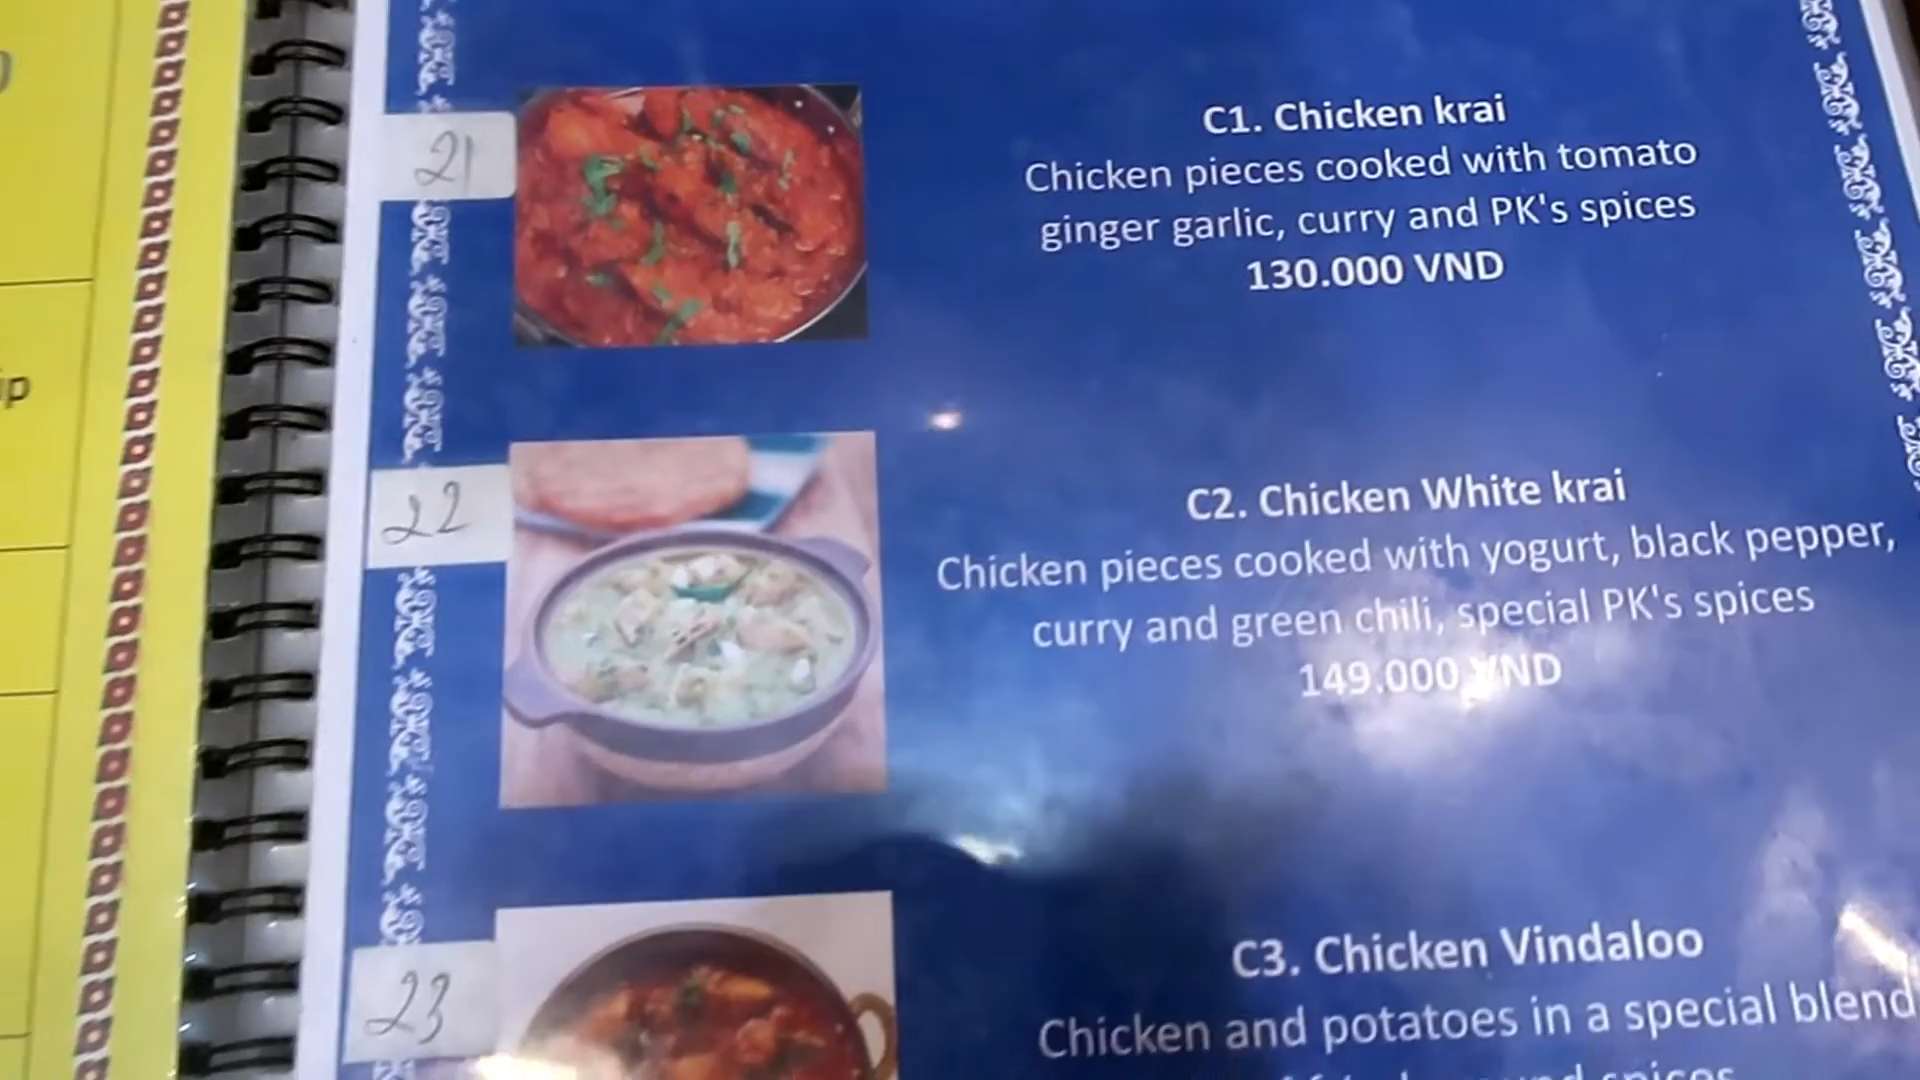 ip
21
C1. Chicken krai
Chicken pieces cooked with tomato
ginger garlic, curry and PK's spices
130.000 VND
22
C2. Chicken White krai
Chicken pieces cooked with yogurt, black pepper,
curry and green chili, special PK's spices
149.000 VND
23
C3. Chicken Vindaloo
Chicken and potatoes in a special blend
spices